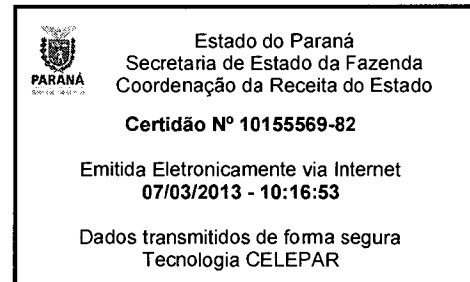 Estado do Paraná
Secretaria de Estado da Fazenda
PARANÁ
Coordenação da Receita do Estado
Certidão Nº 10155569-82
Emitida Eletronicamente via Internet
07/03/2013 - 10:16:53
Dados transmitidos de forma segura
Tecnologia CELEPAR